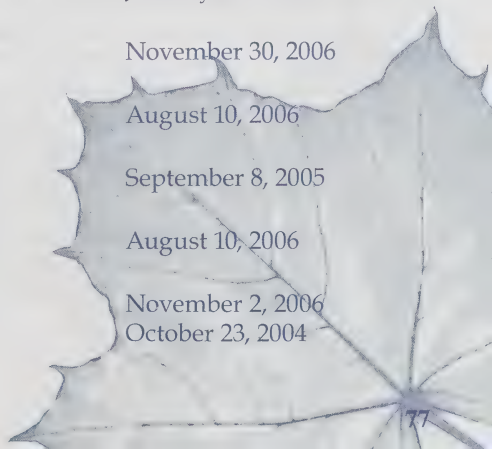 November 30, 2006
August 10, 2006
September 8, 2005
August 10, 2006
November 2, 2006
October 23, 2004
77